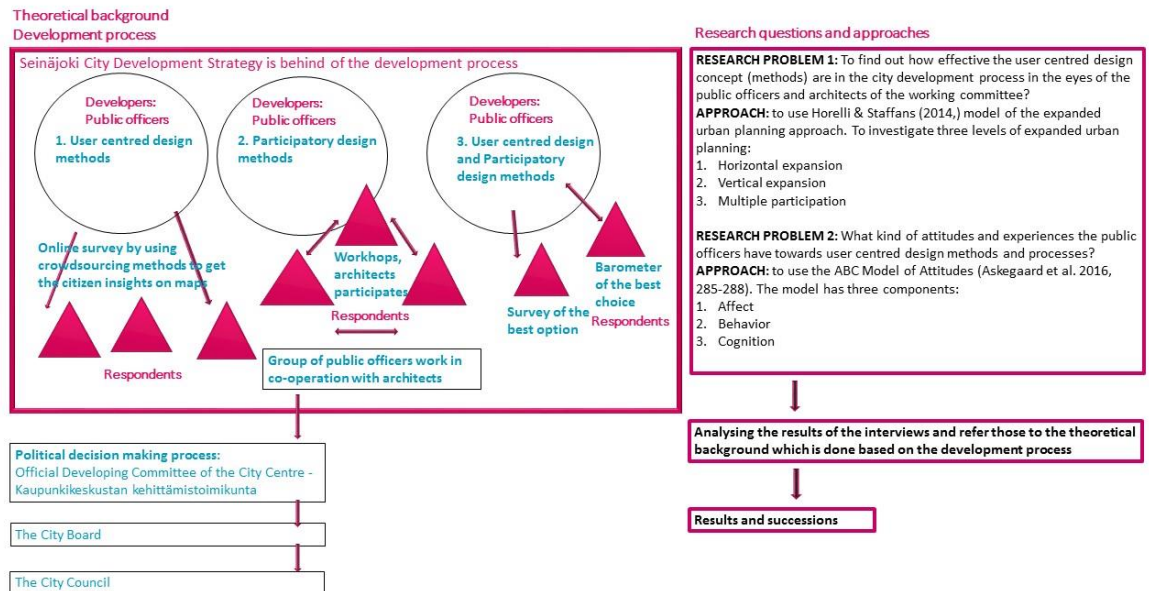 Theoretical background
Development process
Seinäjoki City Development Strategy is behind of the development process
Developers:
Public officers
1. User centred design
methods
Developers:
Public officers
2. Participatory design
methods
Developers:
Public officers
3. User centred design
and Participatory
design methods
Online survey by using
crowdsourcing methods to get
the citizen insights on maps
Respondents
Workhops,
architects
participates
Respondents
Survey of the
best option
Barometer
of the best
choice
Respondents
Group of public officers work in
co-operation with architects
Political decision making process:
Official Developing Committee of the City Centre -
Kaupunkikeskustan kehittämistoimikunta
The City Board
The City Council
Research questions and approaches
RESEARCH PROBLEM 1: To find out how effective the user centred design
concept (methods) are in the city development process in the eyes of the
public officers and architects of the working committee?
APPROACH: to use Horelli & Staffans (2014,) model of the expanded
urban planning approach. To investigate three levels of expanded urban
planning:
1. Horizontal expansion
2. Vertical expansion
3. Multiple participation
RESEARCH PROBLEM 2: What kind of attitudes and experiences the public
officers have towards user centred design methods and processes?
APPROACH: to use the ABC Model of Attitudes (Askegaard et al. 2016,
285-288). The model has three components:
1. Affect
2. Behavior
3. Cognition
Analysing the results of the interviews and refer those to the theoretical
background which is done based on the development process
Results and successions